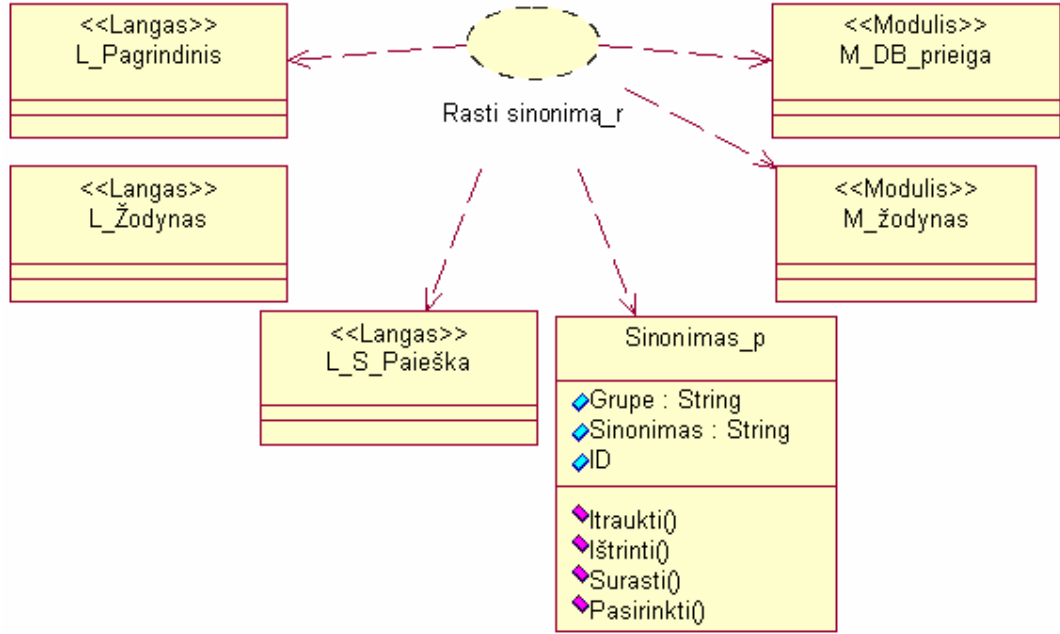 <<Langas>>
L_Pagrindinis
<<Modulis>>
M_DB_prieiga
Rasti sinonimą_r
<<Langas>>
L_Žodynas
<<Modulis>>
M_žodynas
<<Langas>>
L_S_Paieška
Sinonimas_p
Grupe : String
Sinonimas : String
ID
Itraukti()
Ištrinti()
Surasti()
Pasirinkti()